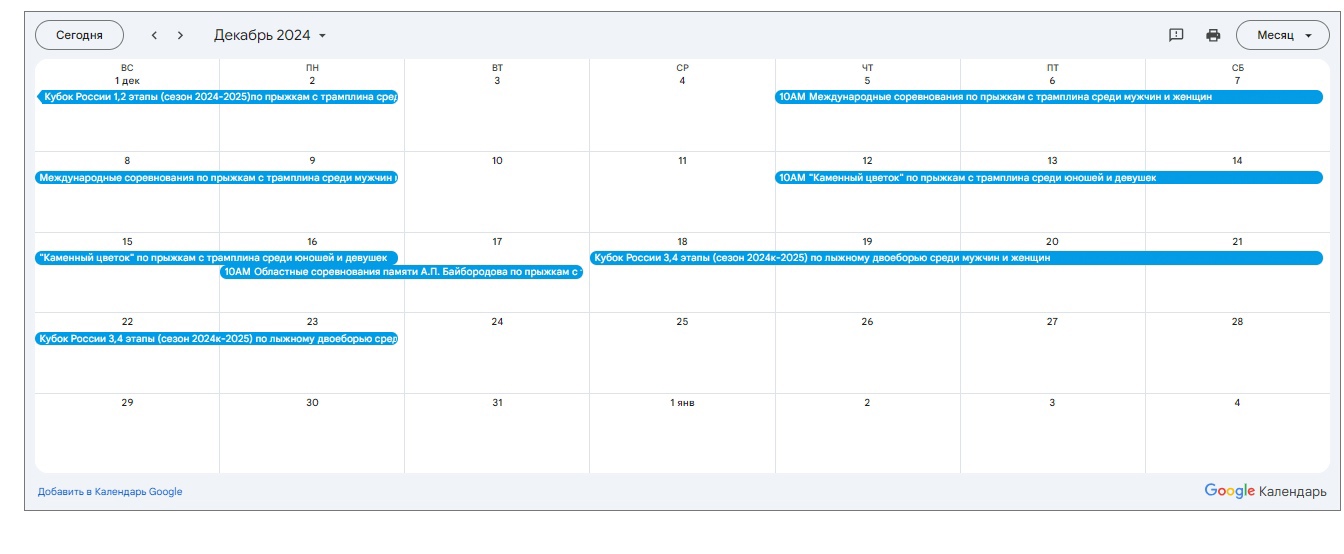 Сегодня
Декабрь 2024
Месяц
ВС ПН ВТ СР ЧТ ПТ СБ
1 дек 2 3 4 5 6 7
Кубок России 1,2 этапы (сезон 2024-2025)по прыжкам с трамплина сред
10AM Международные соревнования по прыжкам с трамплина среди мужчин и женщин
8 9 10 11 12 13 14
Международные соревнования по прыжкам с трамплина среди мужчин
10AM "Каменный цветок" по прыжкам с трамплина среди юношей и девушек
15 16 17 18 19 20 21
"Каменный цветок" по прыжкам с трамплина среди юношей и девушек
Кубок России 3,4 этапы (сезон 2024к-2025) по лыжному двоеборью среди мужчин и женщин
10AM Областные соревнования памяти А.П. Байбородова по прыжкам с
22 23 24 25 26 27 28
Кубок России 3,4 этапы (сезон 2024к-2025) по лыжному двоеборью сред
29 30 31 1 янв 2 3 4
Добавить в Календарь Google
Google Календарь